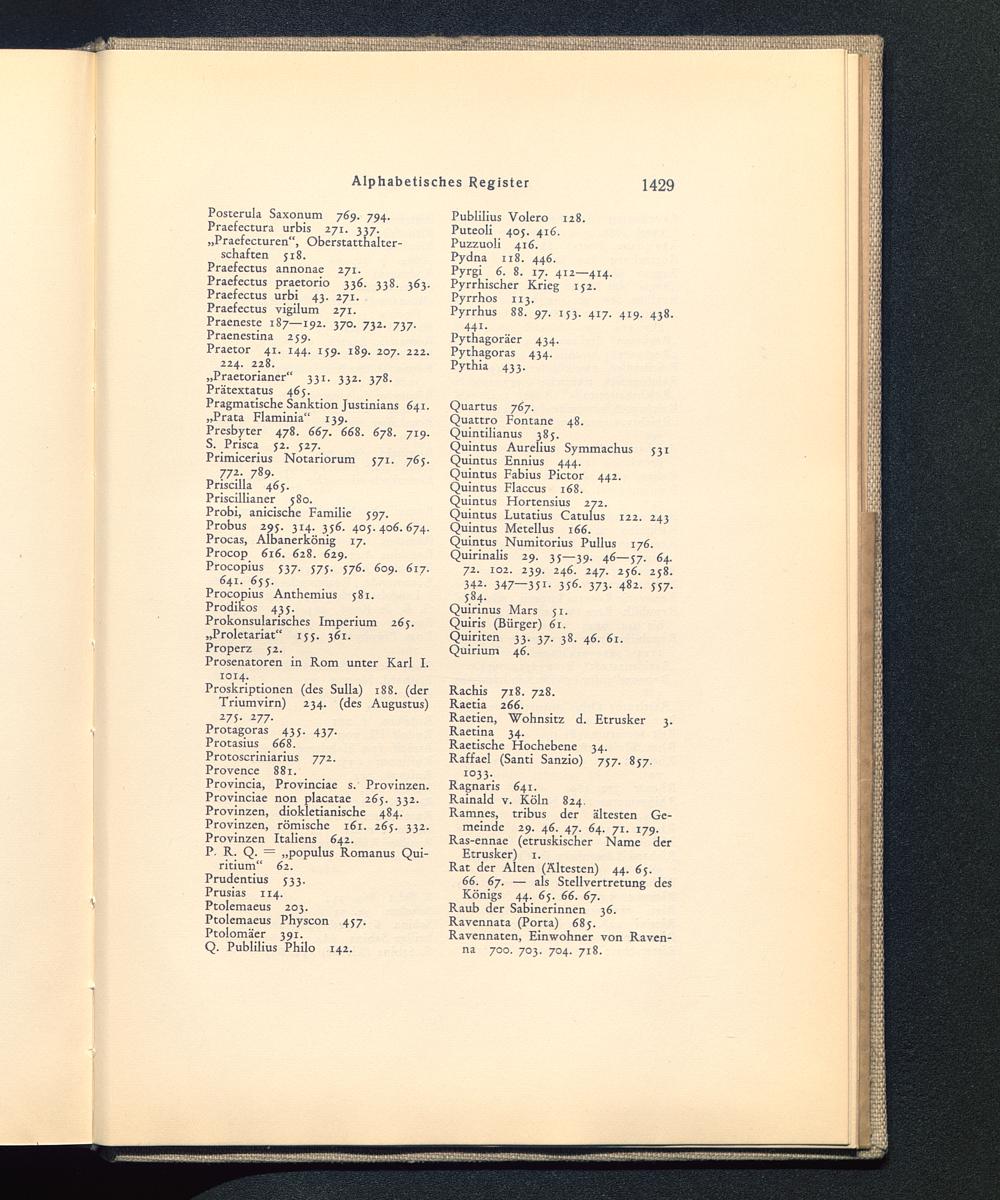 Alphabetisches Register 1429
Posterula Saxonum 769. 794.
Praefectura urbis 271. 337.
„Praefecturen“, Oberstatthalter-
schaften 518.
Praefectus annonae 271.
Praefectus praetorio 336. 338. 363.
Praefectus urbi 43. 271.
Praefectus vigilum 271.
Praeneste 187—192. 370. 732. 737.
Praenestina 259.
Praetor 41. 144. 159. 189. 207. 222.
224. 228.
„Praetorianer“ 331. 332. 378.
Prätextatus 465.
Pragmatische Sanktion Justinians 641.
„Prata Flaminia“ 139.
Presbyter 478. 667. 668. 678. 719.
S. Prisca 52. 527.
Primicerius Notariorum 571. 765.
772. 789.
Priscilla 465.
Priscillianer 580.
Probi, anicische Familie 597.
Probus 295. 314. 356. 405. 406. 674.
Procas, Albanerkönig 17.
Procop 616. 628. 629.
Procopius 537. 575. 576. 609. 617.
641. 655.
Procopius Anthemius 581.
Prodikos 435.
Prokonsularisches Imperium 265.
„Proletariat“ 155. 361.
Properz 52.
Prosenatoren in Rom unter Karl I.
1014.
Proskriptionen (des Sulla) 188. (der
Triumvirn) 234. (des Augustus)
275. 277.
Protagoras 435. 437.
Protasius 668.
Protoscriniarius 772.
Provence 881.
Provincia, Provinciae s. Provinzen.
Provinciae non placatae 265. 332.
Provinzen, diokletianische 484.
Provinzen, römische 161. 265. 332.
Provinzen Italiens 642.
P. R. Q. = „populus Romanus Qui-
ritium“ 62.
Prudentius 533.
Prusias 114.
Ptolemaeus 203.
Ptolemaeus Physcon 457.
Ptolomäer 391.
Q. Publilius Philo 142.
Publilius Volero 128.
Puteoli 405. 416.
Puzzuoli 416.
Pydna 118. 446.
Pyrgi 6. 8. 17. 412—414.
Pyrrhischer Krieg 152.
Pyrrhos 113.
Pyrrhus 88. 97. 153. 417. 419. 438.
441.
Pythagoräer 434.
Pythagoras 434.
Pythia 433.
Quartus 767.
Quattro Fontane 48.
Quintilianus 385.
Quintus Aurelius Symmachus 531
Quintus Ennius 444.
Quintus Fabius Pictor 442.
Quintus Flaccus 168.
Quintus Hortensius 272.
Quintus Lutatius Catulus 122. 243
Quintus Metellus 166.
Quintus Numitorius Pullus 176.
Quirinalis 29. 35—39. 46—57. 64.
72. 102. 239. 246. 247. 256. 258.
342. 347—351. 356. 373. 482. 557.
584.
Quirinus Mars 51.
Quiris (Bürger) 61.
Quiriten 33. 37. 38. 46. 61.
Quirium 46.
Rachis 718. 728.
Raetia 266.
Raetien, Wohnsitz d. Etrusker 3.
Raetina 34.
Raetische Hochebene 34.
Raffael (Santi Sanzio) 757. 857.
1033.
Ragnaris 641.
Rainald v. Köln 824.
Ramnes, tribus der ältesten Ge-
meinde 29. 46. 47. 64. 71. 179.
Ras-ennae (etruskischer Name der
Etrusker) 1.
Rat der Alten (Ältesten) 44. 65.
66. 67. — als Stellvertretung des
Königs 44. 65. 66. 67.
Raub der Sabinerinnen 36.
Ravennata (Porta) 685.
Ravennaten, Einwohner von Raven-
na 700. 703. 704. 718.